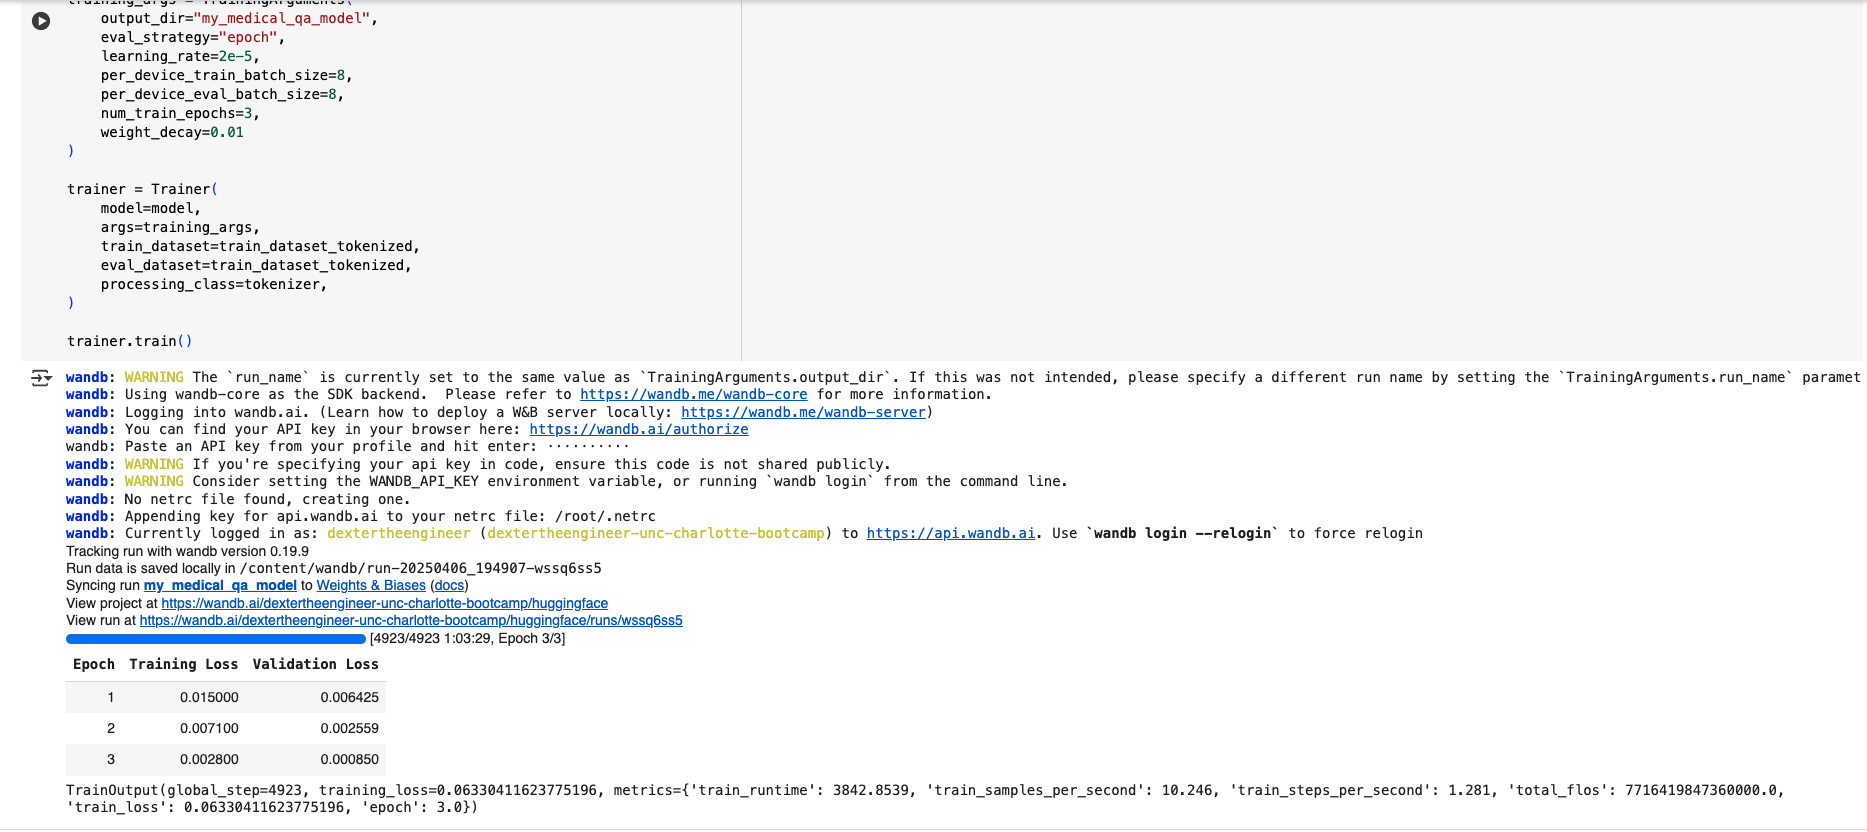 training_args = TrainingArguments(
    output_dir="my_medical_qa_model",
    eval_strategy="epoch",
    learning_rate=2e-5,
    per_device_train_batch_size=8,
    per_device_eval_batch_size=8,
    num_train_epochs=3,
    weight_decay=0.01
)
trainer = Trainer(
    model=model,
    args=training_args,
    train_dataset=train_dataset_tokenized,
    eval_dataset=train_dataset_tokenized,
    processing_class=tokenizer,
)
trainer.train()
wandb: WARNING The `run_name` is currently set to the same value as `TrainingArguments.output_dir`. If this was not intended, please specify a different run name by setting the `TrainingArguments.run_name` paramet
wandb: Using wandb-core as the SDK backend.  Please refer to https://wandb.me/wandb-core for more information.
wandb: Logging into wandb.ai. (Learn how to deploy a W&B server locally: https://wandb.me/wandb-server)
wandb: You can find your API key in your browser here: https://wandb.ai/authorize
wandb: Paste an API key from your profile and hit enter: ··········
wandb: WARNING If you're specifying your api key in code, ensure this code is not shared publicly.
wandb: WARNING Consider setting the WANDB_API_KEY environment variable, or running `wandb login` from the command line.
wandb: No netrc file found, creating one.
wandb: Appending key for api.wandb.ai to your netrc file: /root/.netrc
wandb: Currently logged in as: dextertheengineer (dextertheengineer-unc-charlotte-bootcamp) to https://api.wandb.ai. Use `wandb login --relogin` to force relogin
Tracking run with wandb version 0.19.9
Run data is saved locally in /content/wandb/run-20250406_194907-wssq6ss5
Syncing run my_medical_qa_model to Weights & Biases (docs)
View project at https://wandb.ai/dextertheengineer-unc-charlotte-bootcamp/huggingface
View run at https://wandb.ai/dextertheengineer-unc-charlotte-bootcamp/huggingface/runs/wssq6ss5
[4923/4923 1:03:29, Epoch 3/3]
Epoch Training Loss Validation Loss
1 0.015000 0.006425
2 0.007100 0.002559
3 0.002800 0.000850
TrainOutput(global_step=4923, training_loss=0.06330411623775196, metrics={'train_runtime': 3842.8539, 'train_samples_per_second': 10.246, 'train_steps_per_second': 1.281, 'total_flos': 7716419847360000.0,
'train_loss': 0.06330411623775196, 'epoch': 3.0})